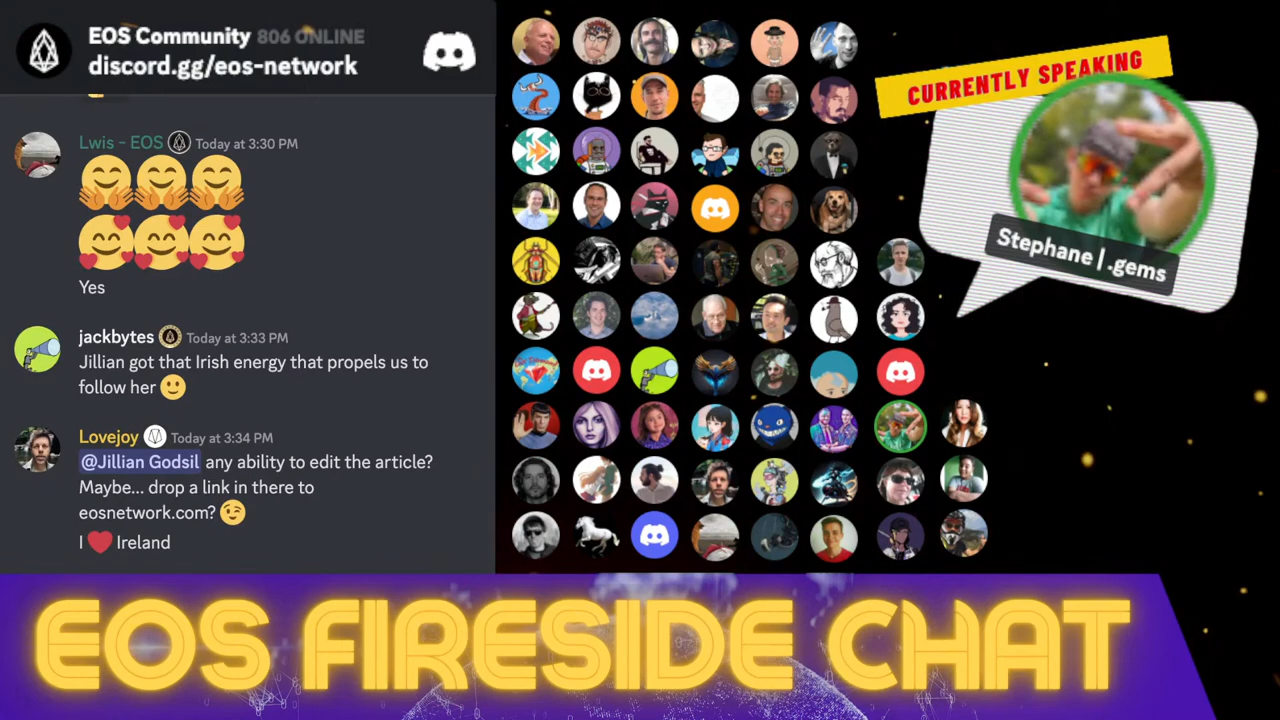 EOS Community 806 ONLINE
discord.gg/eos-network
Lwis - EOS Today at 3:30 PM
Yes
jackbytes Today at 3:33 PM
Jillian got that Irish energy that propels us to
follow her
Lovejoy Today at 3:34 PM
@Jillian Godsil any ability to edit the article?
Maybe... drop a link in there to
eosnetwork.com?
I ❤️ Ireland
CURRENTLY SPEAKING
Stephane | .gems
EOS FIRESIDE CHAT